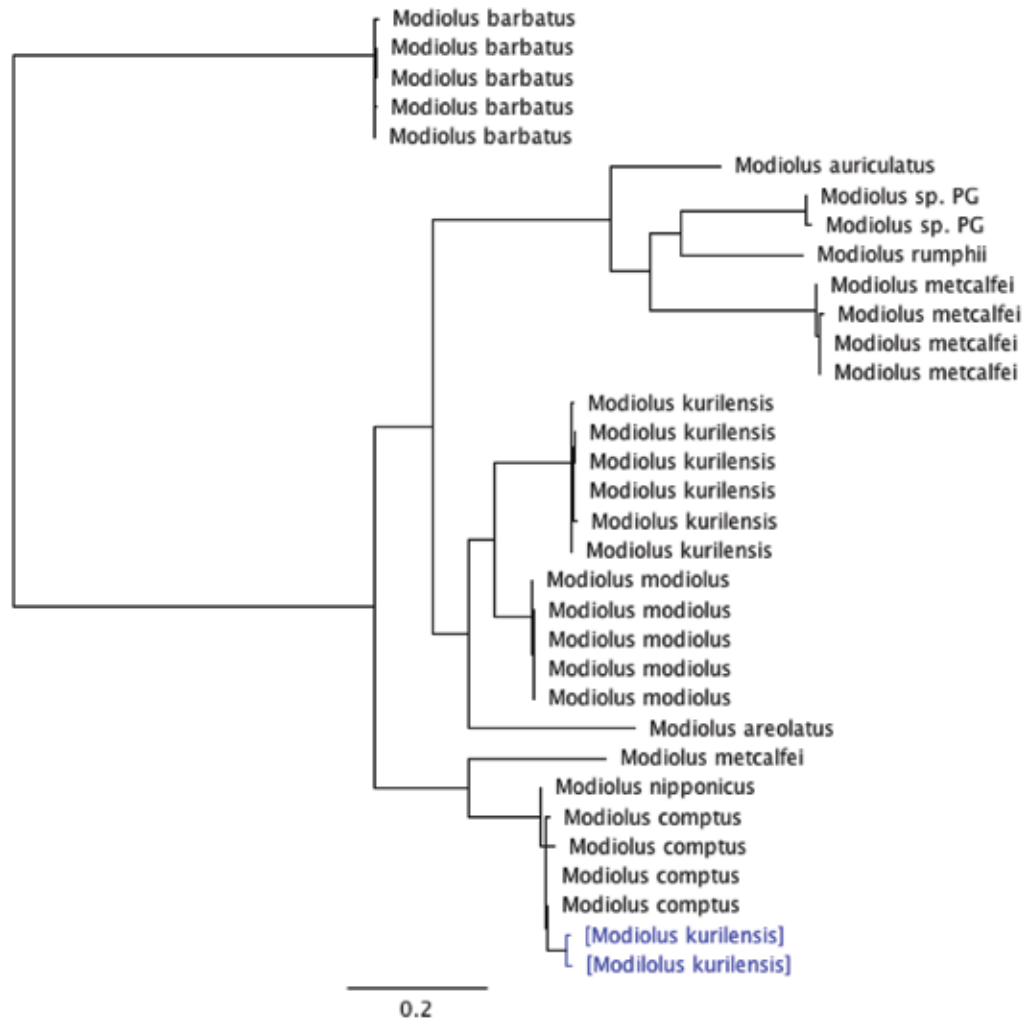 Modiolus barbatus
Modiolus barbatus
Modiolus barbatus
Modiolus barbatus
Modiolus barbatus
Modiolus auriculatus
Modiolus sp. PG
Modiolus sp. PG
Modiolus rumphii
Modiolus metcalfei
Modiolus metcalfei
Modiolus metcalfei
Modiolus metcalfei
Modiolus kurilensis
Modiolus kurilensis
Modiolus kurilensis
Modiolus kurilensis
Modiolus kurilensis
Modiolus kurilensis
Modiolus modiolus
Modiolus modiolus
Modiolus modiolus
Modiolus modiolus
Modiolus modiolus
Modiolus areolatus
Modiolus metcalfei
Modiolus nipponicus
Modiolus comptus
Modiolus comptus
Modiolus comptus
Modiolus comptus
[Modiolus kurilensis]
[Modilolus kurilensis]
0.2